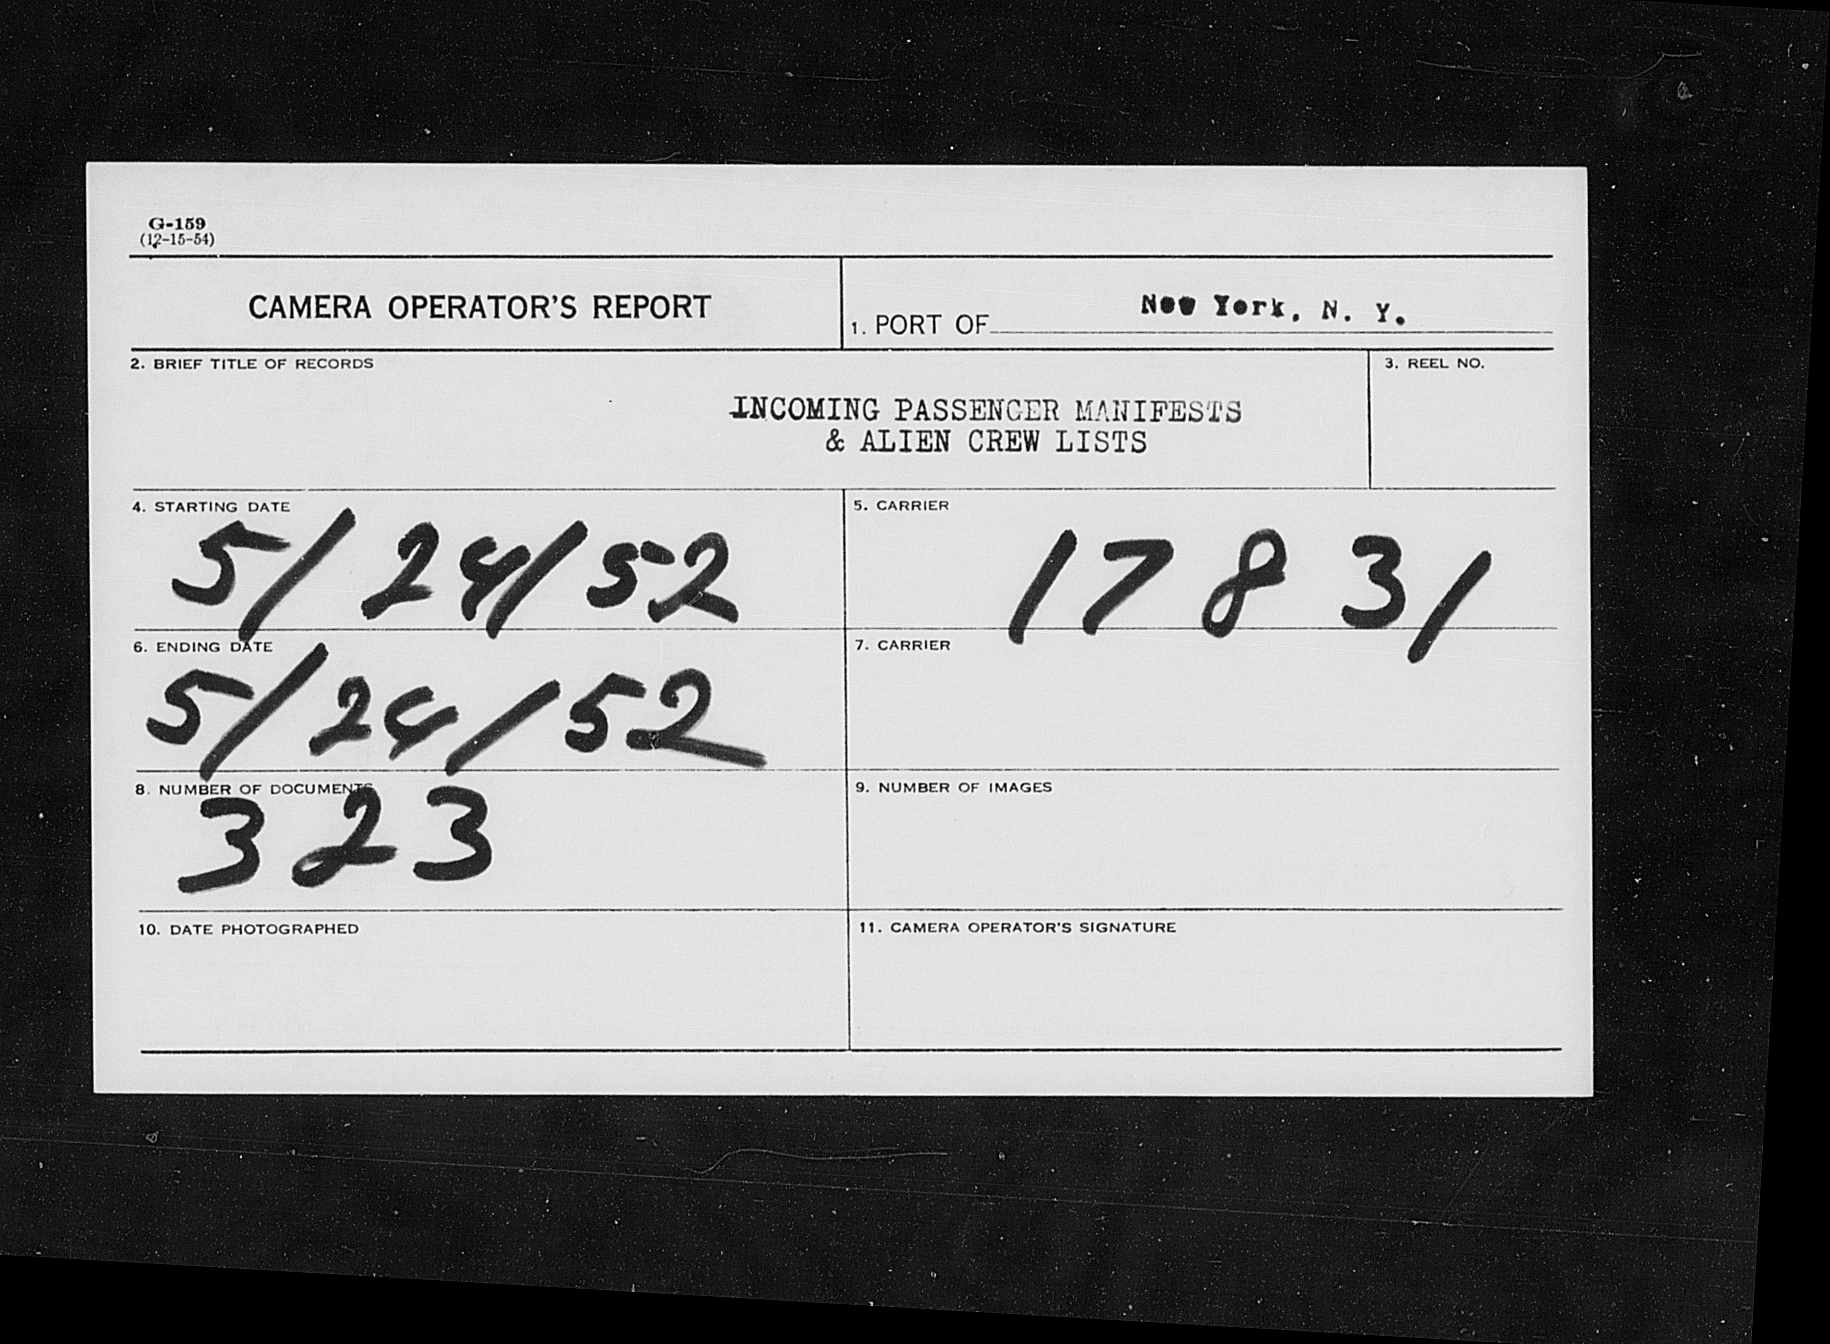 G-159
(12-15-54)
CAMERA OPERATOR'S REPORT
1. PORT OF New York, N. Y.
2. BRIEF TITLE OF RECORDS
INCOMING PASSENGER MANIFESTS
& ALIEN CREW LISTS
3. REEL NO.
4. STARTING DATE
5/24/52
5. CARRIER
17831
6. ENDING DATE
5/24/52
7. CARRIER
8. NUMBER OF DOCUMENTS
323
9. NUMBER OF IMAGES
10. DATE PHOTOGRAPHED
11. CAMERA OPERATOR'S SIGNATURE